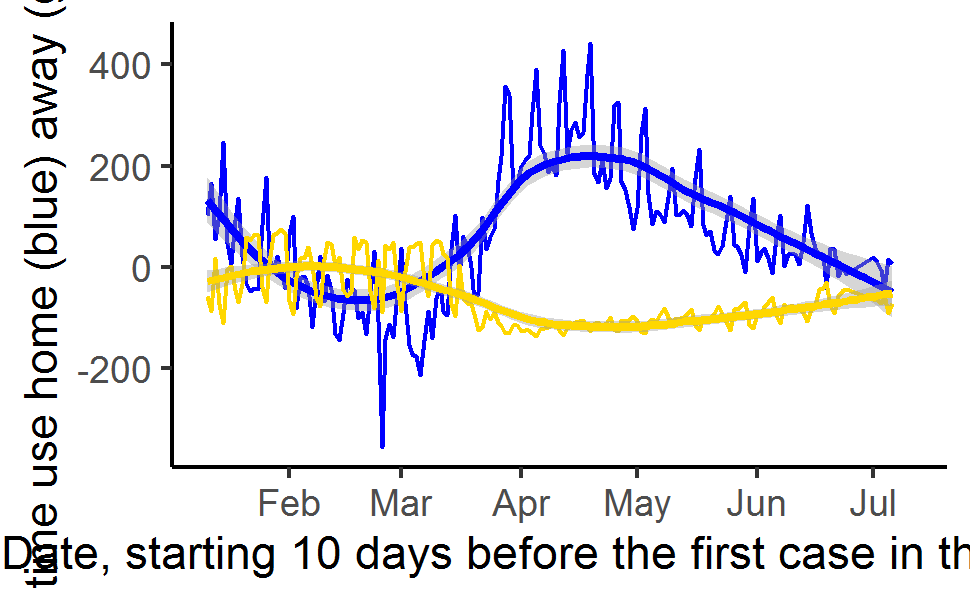 time use home (blue) away (g
400
200
0
-200
Feb Mar Apr May Jun Jul
Date, starting 10 days before the first case in th